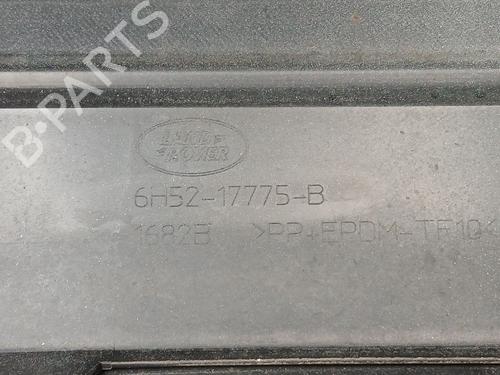 B-PARTS
LAND
ROVER
6H52-17775-B
1682B >PP+EPDM-TF10<